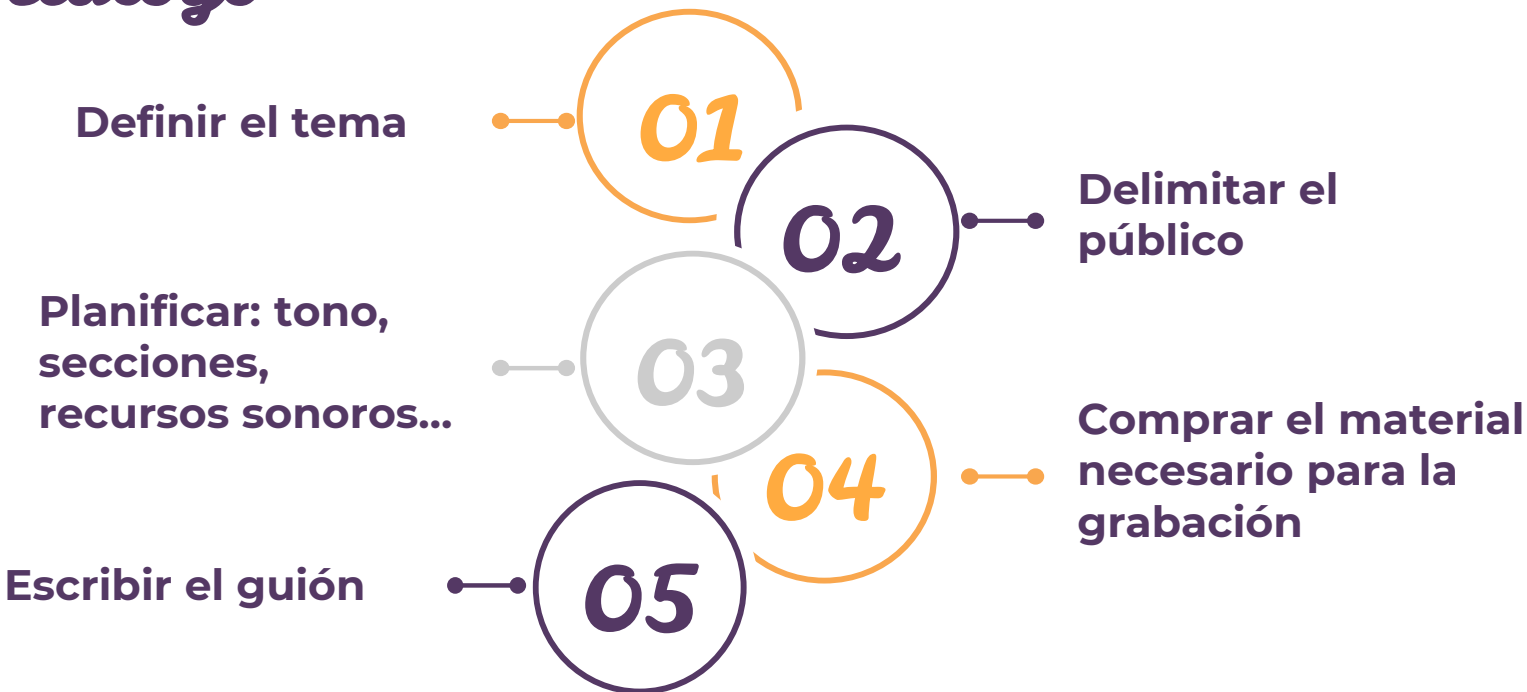 Definir el tema
01
02
Delimitar el
público
Planificar: tono,
secciones,
recursos sonoros...
03
04
Comprar el material
necesario para la
grabación
Escribir el guión
05